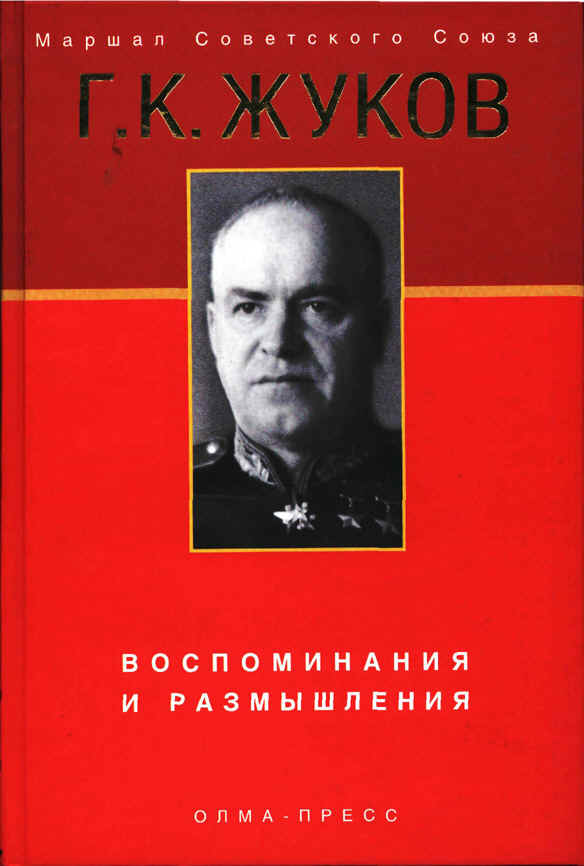 Маршал Советского Союза
Г.К.ЖУКОВ
ВОСПОМИНАНИЯ
И РАЗМЫШЛЕНИЯ
ОЛМА-ПРЕСС